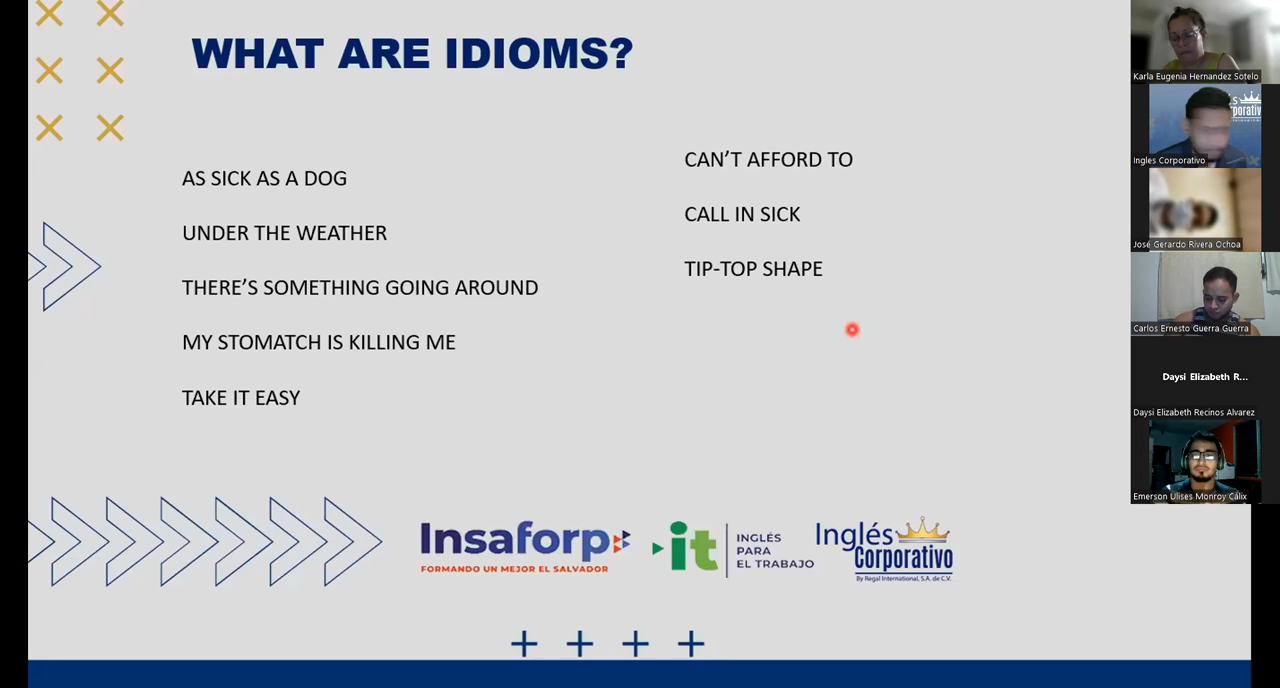 WHAT ARE IDIOMS?
AS SICK AS A DOG
UNDER THE WEATHER
THERE'S SOMETHING GOING AROUND
MY STOMATCH IS KILLING ME
TAKE IT EASY
CAN'T AFFORD TO
CALL IN SICK
TIP-TOP SHAPE
Insaforp
FORMANDO UN MEJOR EL SALVADOR
it
INGLÉS
PARA
EL TRABAJO
Inglés
Corporativo
By Regal International, S.A. de C.V.
Karla Eugenia Hernandez Sotelo
Ingles Corporativo
José Gerardo Rivera Ochoa
Carlos Ernesto Guerra Guerra
Daysi Elizabeth R...
Daysi Elizabeth Recinos Alvarez
Emerson Ulises Monroy Cálix